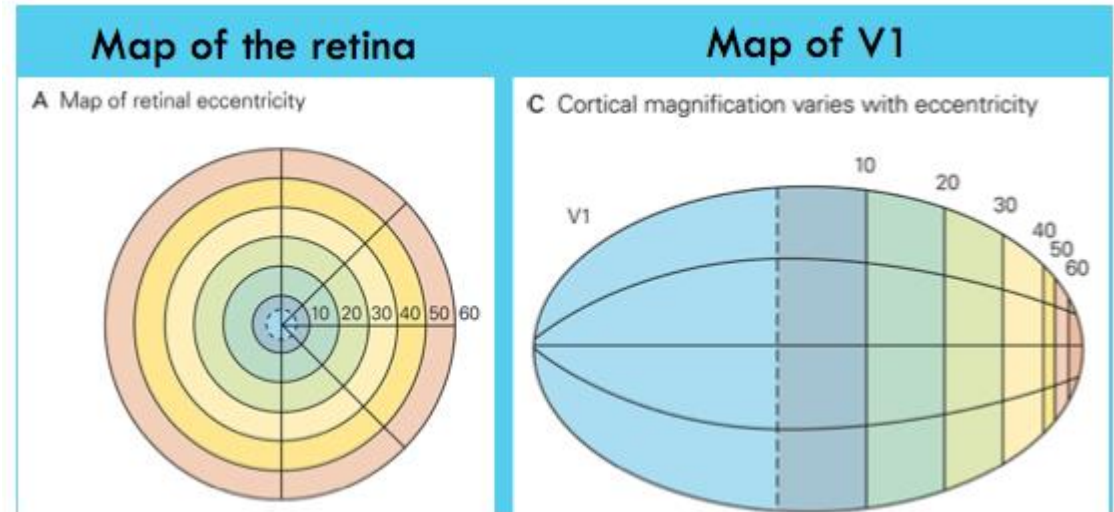 Map of the retina
A Map of retinal eccentricity
10 20 30 40 50 60
Map of V1
C Cortical magnification varies with eccentricity
V1
10
20
30
40
50
60